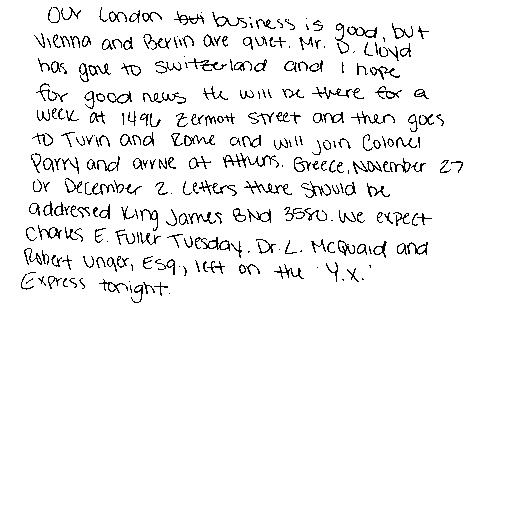 Our London business is good, but
Vienna and Berlin are quiet. Mr. D. Lloyd
has gone to Switzerland and I hope
for good news He will be there for a
week at 1496 Zermott Street and then goes
to Turin and Rome and will join Colonel
Parry and arrive at Athens. Greece, November 27
or December 2. Letters there should be
addressed King James Blvd 3580. We expect
Charles E. Fuller Tuesday. Dr. L. McQuaid and
Robert Unger, Esq., left on the 'Y.X.'
Express tonight.